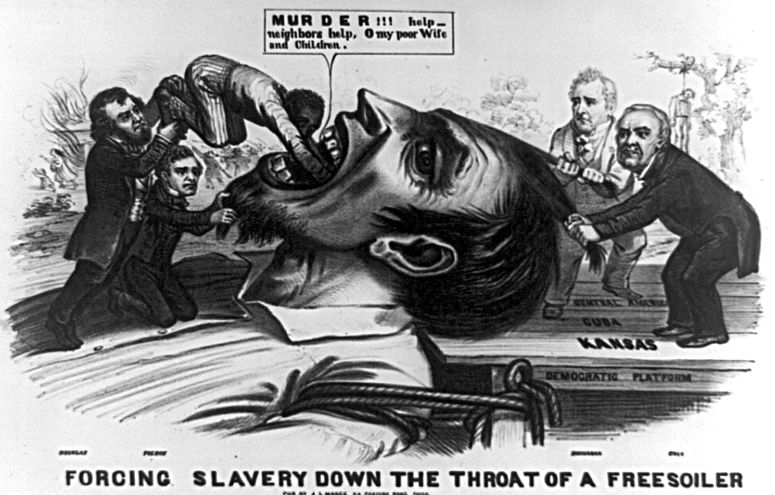 MURDER!!! help—
neighbors help, O my poor Wife
and Children.
CENTRAL AMERICA
CUBA
KANSAS
DEMOCRATIC PLATFORM
DOUGLAS PIERCE BUCHANAN CASS
FORCING SLAVERY DOWN THE THROAT OF A FREESOILER